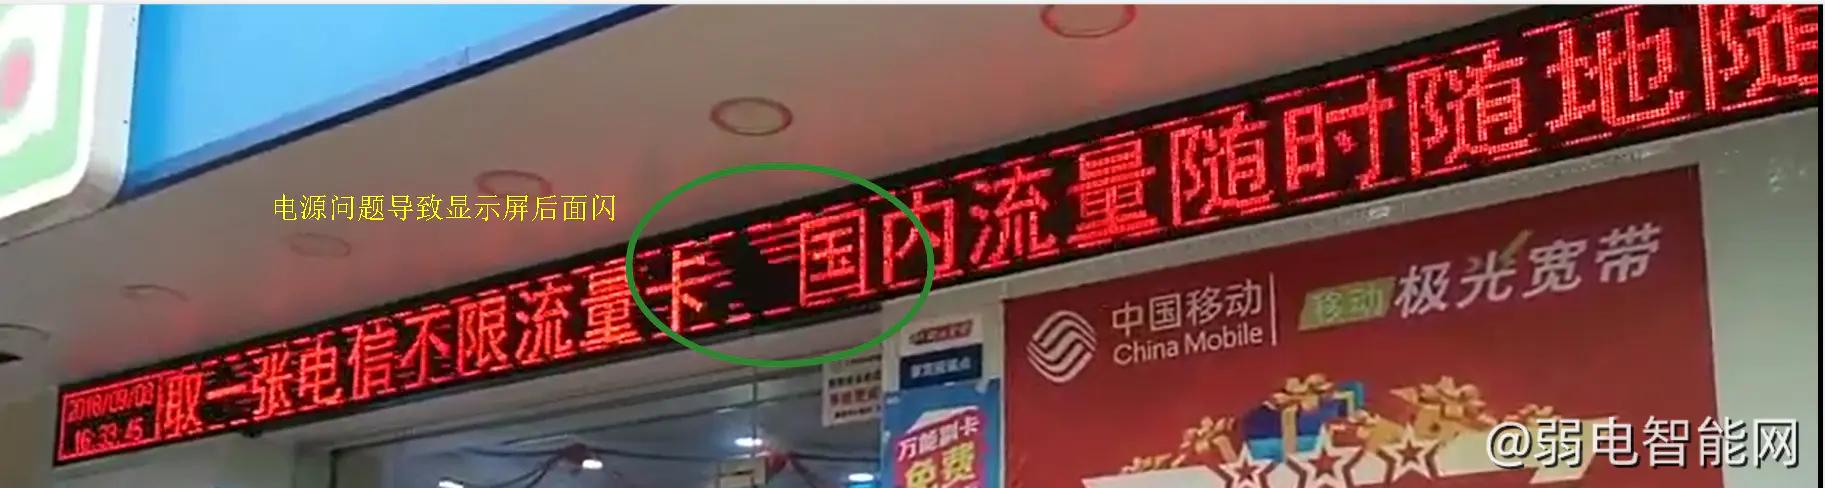 电源问题导致显示屏后面闪
2018/09/03
16:33:45
取一张电信不限流量卡 国内流量随时随地随
中国移动
China Mobile
移动 极光宽带
万能刷卡
免费
@弱电智能网